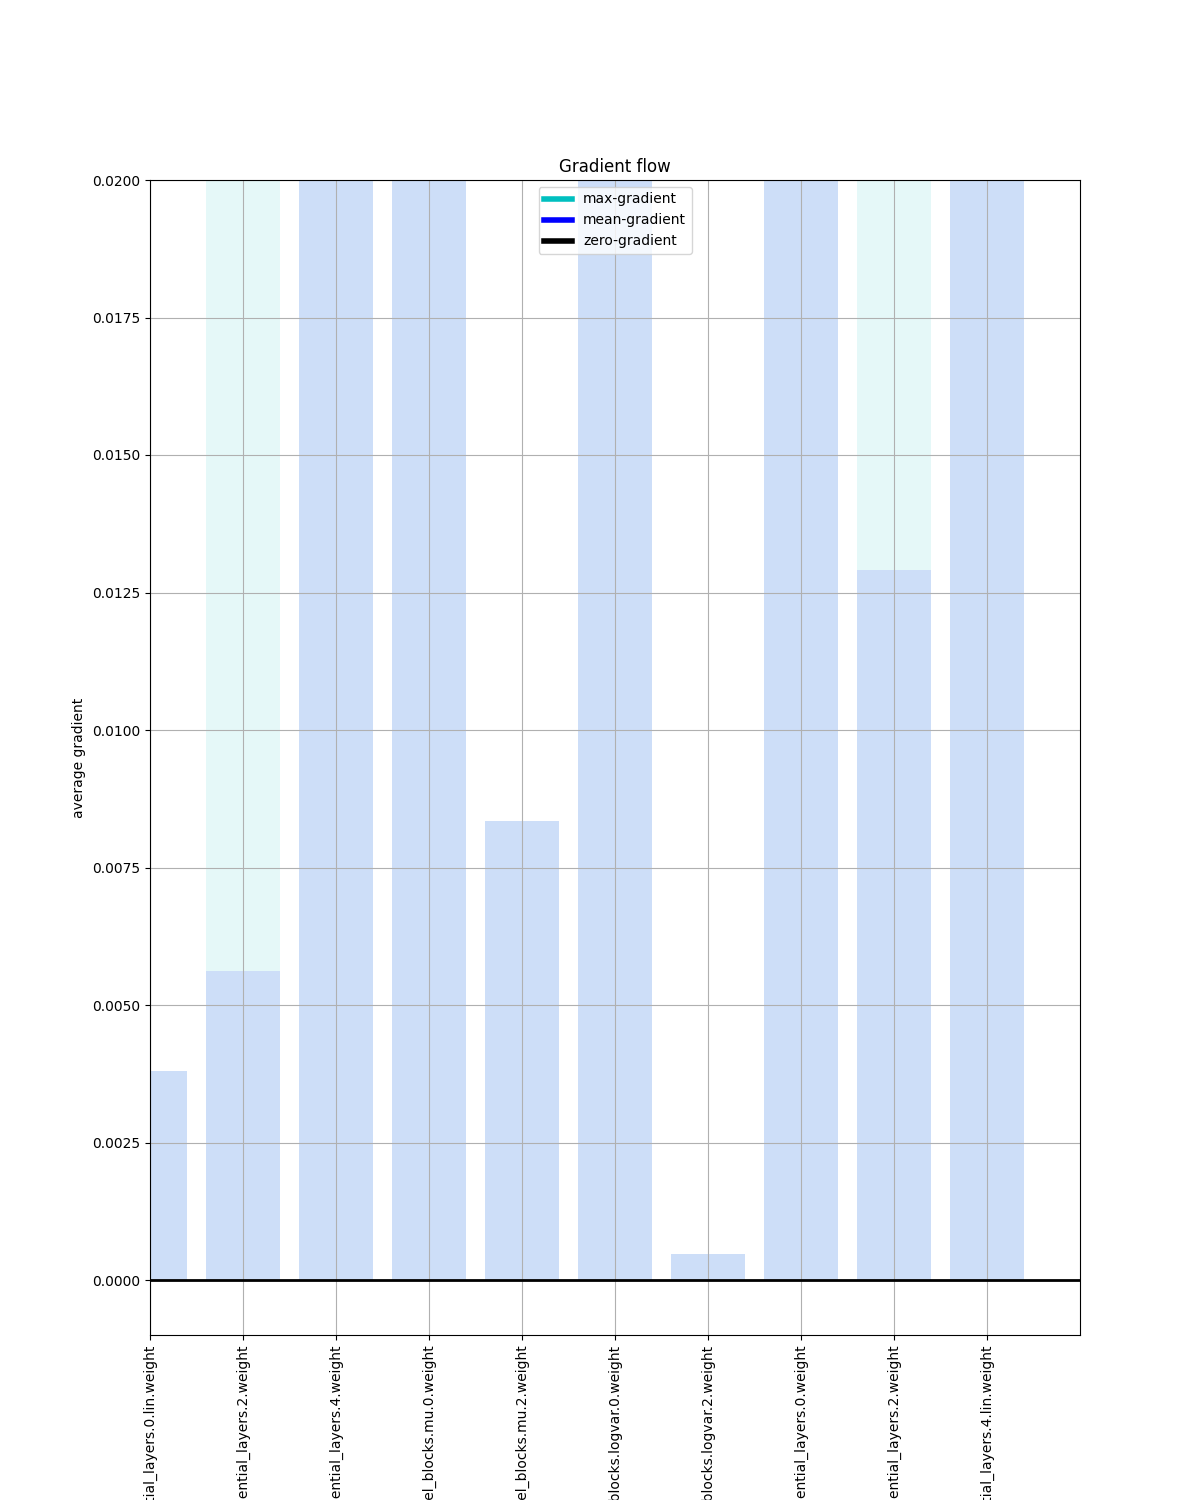 Gradient flow
max-gradient
mean-gradient
zero-gradient
0.0200
0.0175
0.0150
0.0125
0.0100
0.0075
0.0050
0.0025
0.0000
average gradient
tial_layers.0.lin.weight
ential_layers.2.weight
ential_layers.4.weight
el_blocks.mu.0.weight
el_blocks.mu.2.weight
blocks.logvar.0.weight
blocks.logvar.2.weight
ential_layers.0.weight
ential_layers.2.weight
tial_layers.4.lin.weight